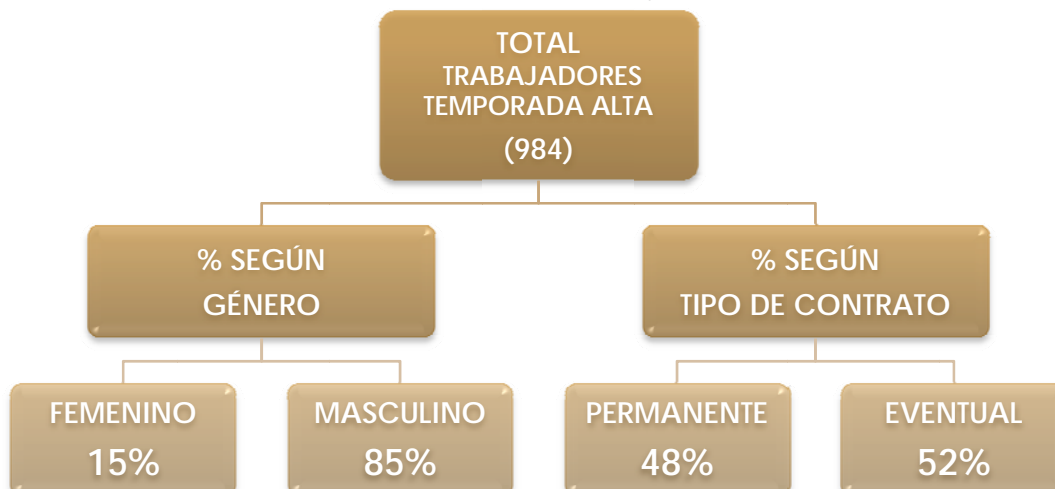 TOTAL
TRABAJADORES
TEMPORADA ALTA
(984)
% SEGÚN
GÉNERO
% SEGÚN
TIPO DE CONTRATO
FEMENINO
15%
MASCULINO
85%
PERMANENTE
48%
EVENTUAL
52%